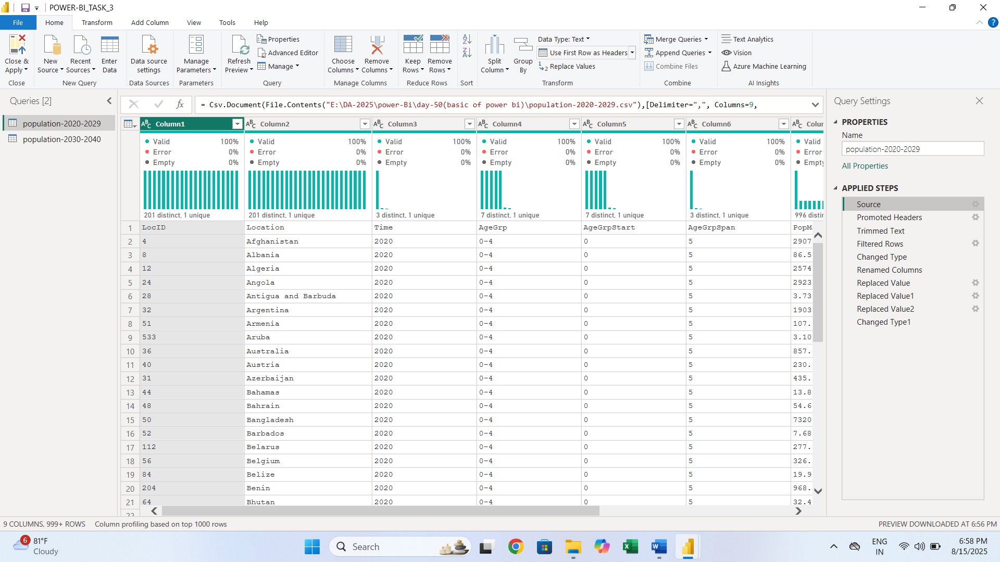 POWER-BI_TASK_3
File Home Transform Add Column View Tools Help
Close & Apply
Close
New Source
Recent Sources
Enter Data
New Query
Data source settings
Data Sources
Manage Parameters
Parameters
Refresh Preview
Properties
Advanced Editor
Manage
Query
Choose Columns
Remove Columns
Manage Columns
Keep Rows
Remove Rows
Reduce Rows
Sort
Split Column
Group By
Data Type: Text
Use First Row as Headers
Replace Values
Transform
Merge Queries
Append Queries
Combine Files
Combine
Text Analytics
Vision
Azure Machine Learning
AI Insights
Queries [2]
population-2020-2029
population-2030-2040
fx = Csv.Document(File.Contents("E:\DA-2025\power-Bi\day-50(basic of power bi)\population-2020-2029.csv"),[Delimiter=",", Columns=9,
ABC Column1 ABC Column2 ABC Column3 ABC Column4 ABC Column5 ABC Column6 ABC Colur
Valid 100% Valid 100% Valid 100% Valid 100% Valid 100% Valid 100% Valid
Error 0% Error 0% Error 0% Error 0% Error 0% Error 0% Error
Empty 0% Empty 0% Empty 0% Empty 0% Empty 0% Empty 0% Empty
201 distinct, 1 unique 201 distinct, 1 unique 3 distinct, 1 unique 7 distinct, 1 unique 7 distinct, 1 unique 3 distinct, 1 unique 996 distin
1 LocID Location Time AgeGrp AgeGrpStart AgeGrpSpan PopMa
2 4 Afghanistan 2020 0-4 0 5 2907
3 8 Albania 2020 0-4 0 5 86.5
4 12 Algeria 2020 0-4 0 5 2574
5 24 Angola 2020 0-4 0 5 2923
6 28 Antigua and Barbuda 2020 0-4 0 5 3.73
7 32 Argentina 2020 0-4 0 5 1903
8 51 Armenia 2020 0-4 0 5 107.
9 533 Aruba 2020 0-4 0 5 3.10
10 36 Australia 2020 0-4 0 5 857.
11 40 Austria 2020 0-4 0 5 230.
12 31 Azerbaijan 2020 0-4 0 5 435.
13 44 Bahamas 2020 0-4 0 5 13.8
14 48 Bahrain 2020 0-4 0 5 54.6
15 50 Bangladesh 2020 0-4 0 5 7320
16 52 Barbados 2020 0-4 0 5 7.68
17 112 Belarus 2020 0-4 0 5 277.
18 56 Belgium 2020 0-4 0 5 326.
19 84 Belize 2020 0-4 0 5 19.9
20 204 Benin 2020 0-4 0 5 968.
21 64 Bhutan 2020 0-4 0 5 32.4
22
Query Settings
PROPERTIES
Name
population-2020-2029
All Properties
APPLIED STEPS
Source
Promoted Headers
Trimmed Text
Filtered Rows
Changed Type
Renamed Columns
Replaced Value
Replaced Value1
Replaced Value2
Changed Type1
9 COLUMNS, 999+ ROWS Column profiling based on top 1000 rows
PREVIEW DOWNLOADED AT 6:56 PM
6 81°F
Cloudy
Search
ENG
IN
6:58 PM
8/15/2025